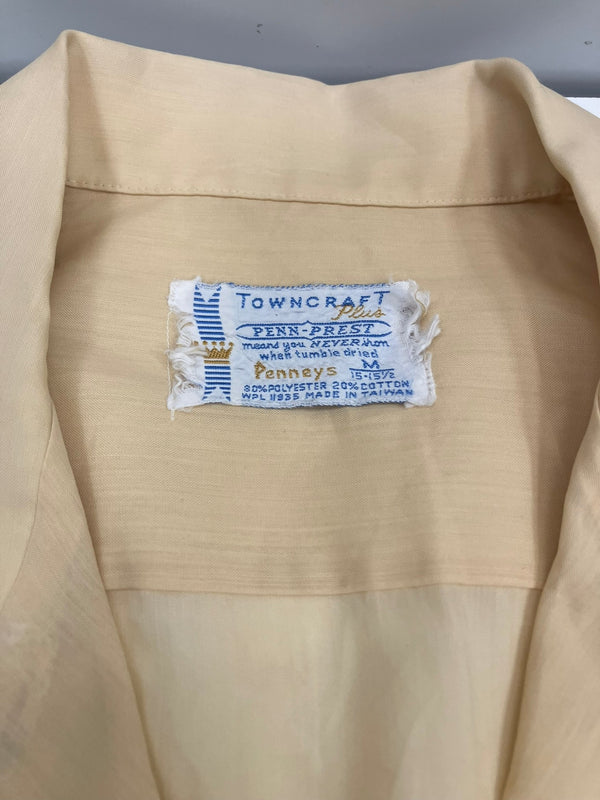 TOWNCRAFT
Plus
PENN-PREST
means you NEVER iron
when tumble dried
Penneys M
15-15½
80% POLYESTER 20% COTTON
WPL 11935 MADE IN TAIWAN